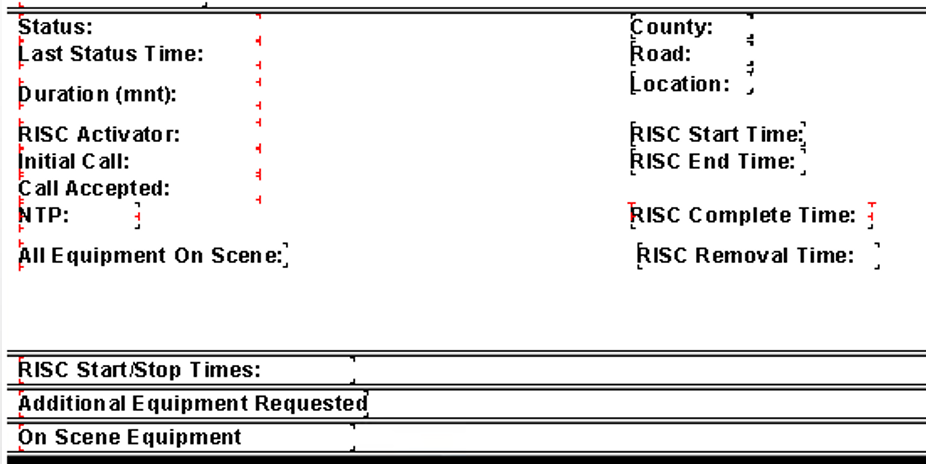 Status: County:
Last Status Time: Road:
Location:
Duration (mnt):
RISC Activator: RISC Start Time:
Initial Call: RISC End Time:
Call Accepted:
NTP: RISC Complete Time:
All Equipment On Scene: RISC Removal Time:
RISC Start/Stop Times:
Additional Equipment Requested
On Scene Equipment